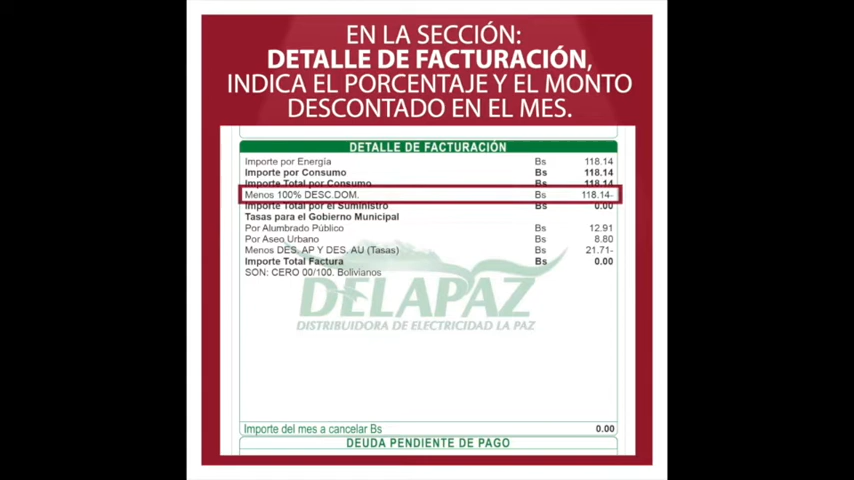 EN LA SECCIÓN:
DETALLE DE FACTURACIÓN,
INDICA EL PORCENTAJE Y EL MONTO
DESCONTADO EN EL MES.
DETALLE DE FACTURACIÓN
Importe por Energía Bs 118.14
Importe por Consumo Bs 118.14
Importe Total por Consumo Bs 118.14
Menos 100% DESC.DOM. Bs 118.14-
Importe Total por el Suministro Bs 0.00
Tasas para el Gobierno Municipal
Por Alumbrado Público Bs 12.91
Por Aseo Urbano Bs 8.80
Menos DES. AP Y DES. AU (Tasas) Bs 21.71-
Importe Total Factura Bs 0.00
SON: CERO 00/100. Bolivianos
DELAPAZ
DISTRIBUIDORA DE ELECTRICIDAD LA PAZ
Importe del mes a cancelar Bs 0.00
DEUDA PENDIENTE DE PAGO